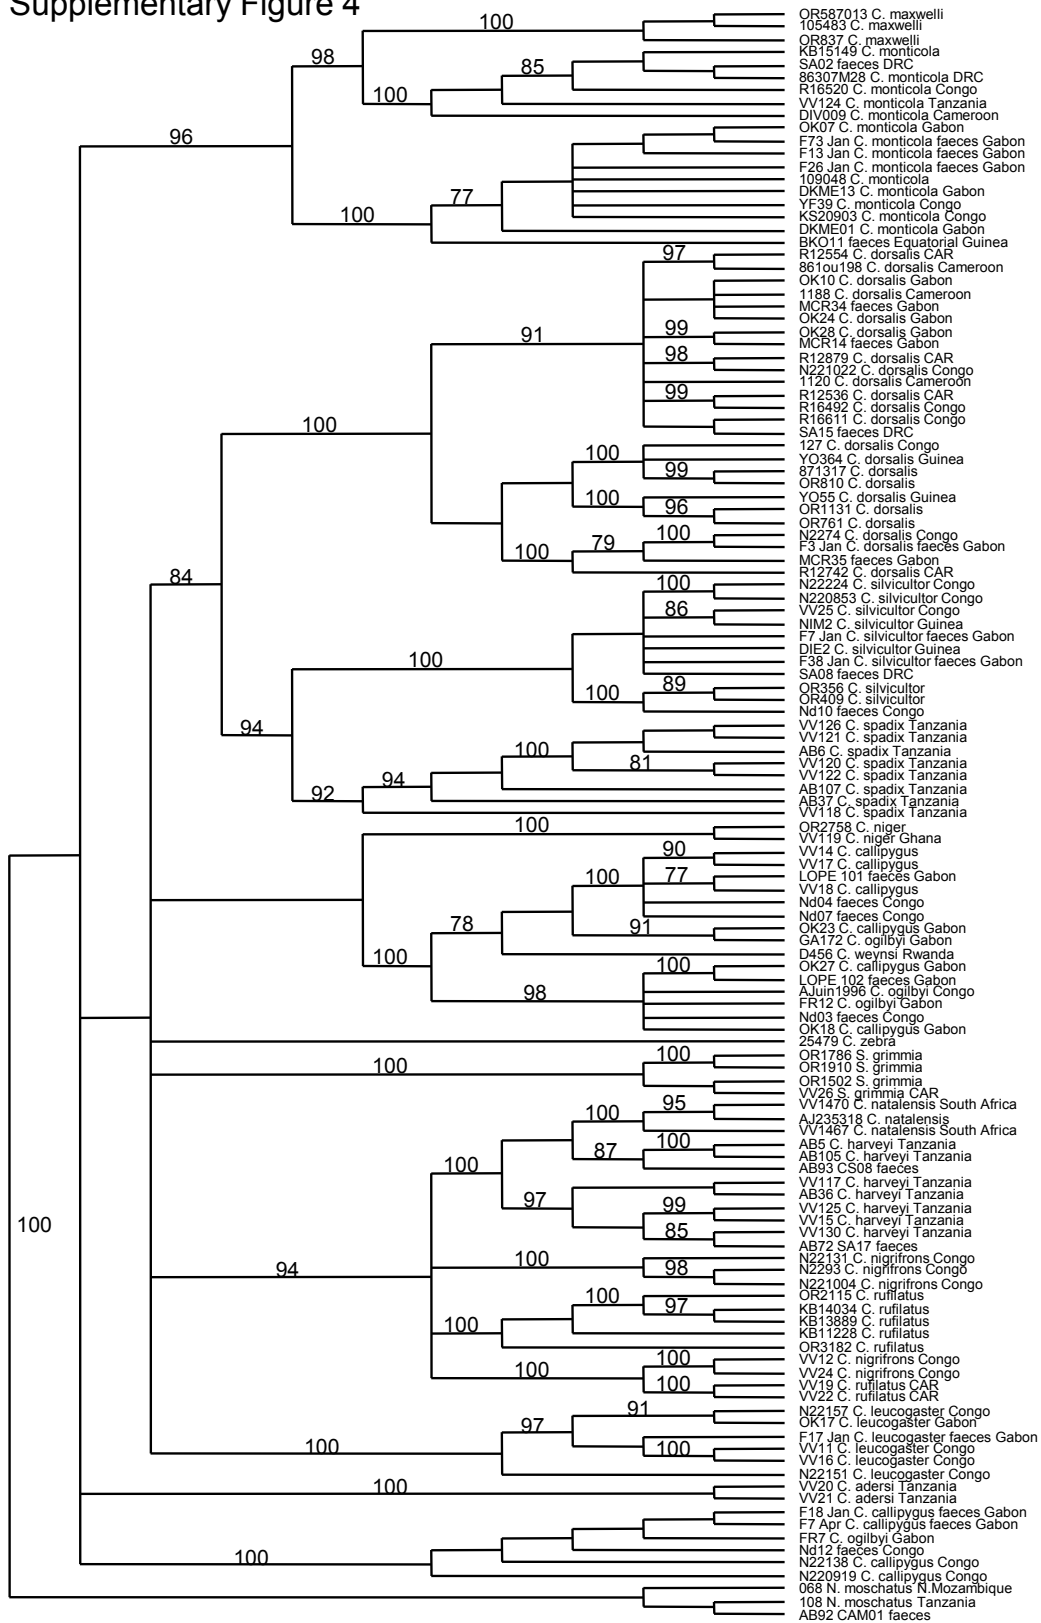 Supplementary Figure 4
OR587013 C. maxwelli
100
105483 C. maxwelli
OR837 C. maxwelli
KB15149 C. monticola
98
SA02 faeces DRC
85
86307M28 C. monticola DRC
R16520 C. monticola Congo
100
VV124 C. monticola Tanzania
DIV009 C. monticola Cameroon
OK07 C. monticola Gabon
96
F73 Jan C. monticola faeces Gabon
F13 Jan C. monticola faeces Gabon
F26 Jan C. monticola faeces Gabon
109048 C. monticola
DKME13 C. monticola Gabon
77
YF39 C. monticola Congo
100
KS20903 C. monticola Congo
DKME01 C. monticola Gabon
BKO11 faeces Equatorial Guinea
97
R12554 C. dorsalis CAR
861ou198 C. dorsalis Cameroon
OK10 C. dorsalis Gabon
1188 C. dorsalis Cameroon
MCR34 faeces Gabon
OK24 C. dorsalis Gabon
99
OK28 C. dorsalis Gabon
91
MCR14 faeces Gabon
98
R12879 C. dorsalis CAR
N221022 C. dorsalis Congo
1120 C. dorsalis Cameroon
99
R12536 C. dorsalis CAR
R16492 C. dorsalis Congo
R16611 C. dorsalis Congo
100
SA15 faeces DRC
127 C. dorsalis Congo
100
YO364 C. dorsalis Guinea
99
871317 C. dorsalis
OR810 C. dorsalis
100
YO55 C. dorsalis Guinea
96
OR1131 C. dorsalis
OR761 C. dorsalis
100
N2274 C. dorsalis Congo
79
F3 Jan C. dorsalis faeces Gabon
100
MCR35 faeces Gabon
R12742 C. dorsalis CAR
84
100
N22224 C. silvicultor Congo
N220853 C. silvicultor Congo
86
VV25 C. silvicultor Congo
NIM2 C. silvicultor Guinea
F7 Jan C. silvicultor faeces Gabon
DIE2 C. silvicultor Guinea
100
F38 Jan C. silvicultor faeces Gabon
SA08 faeces DRC
89
OR356 C. silvicultor
100
OR409 C. silvicultor
Nd10 faeces Congo
94
VV126 C. spadix Tanzania
VV121 C. spadix Tanzania
100
AB6 C. spadix Tanzania
81
VV120 C. spadix Tanzania
VV122 C. spadix Tanzania
94
AB107 C. spadix Tanzania
92
AB37 C. spadix Tanzania
VV118 C. spadix Tanzania
100
OR2758 C. niger
VV119 C. niger Ghana
90
VV14 C. callipygus
VV17 C. callipygus
100
77
LOPE 101 faeces Gabon
VV18 C. callipygus
Nd04 faeces Congo
Nd07 faeces Congo
78
91
OK23 C. callipygus Gabon
GA172 C. ogilbyi Gabon
100
D456 C. weynsi Rwanda
100
OK27 C. callipygus Gabon
LOPE 102 faeces Gabon
98
AJuin1996 C. ogilbyi Congo
FR12 C. ogilbyi Gabon
Nd03 faeces Congo
OK18 C. callipygus Gabon
25479 C. zebra
100
OR1786 S. grimmia
100
OR1910 S. grimmia
OR1502 S. grimmia
VV26 S. grimmia CAR
95
VV1470 C. natalensis South Africa
100
AJ235318 C. natalensis
VV1467 C. natalensis South Africa
100
AB5 C. harveyi Tanzania
87
AB105 C. harveyi Tanzania
100
AB93 CS08 faeces
VV117 C. harveyi Tanzania
97
AB36 C. harveyi Tanzania
99
VV125 C. harveyi Tanzania
100
VV15 C. harveyi Tanzania
85
VV130 C. harveyi Tanzania
AB72 SA17 faeces
100
N22131 C. nigrifrons Congo
94
98
N2293 C. nigrifrons Congo
N221004 C. nigrifrons Congo
100
OR2115 C. rufilatus
97
KB14034 C. rufilatus
KB13889 C. rufilatus
100
KB11228 C. rufilatus
OR3182 C. rufilatus
100
VV12 C. nigrifrons Congo
100
VV24 C. nigrifrons Congo
100
VV19 C. rufilatus CAR
VV22 C. rufilatus CAR
91
N22157 C. leucogaster Congo
97
OK17 C. leucogaster Gabon
F17 Jan C. leucogaster faeces Gabon
100
100
VV11 C. leucogaster Congo
VV16 C. leucogaster Congo
N22151 C. leucogaster Congo
100
VV20 C. adersi Tanzania
VV21 C. adersi Tanzania
F18 Jan C. callipygus faeces Gabon
F7 Apr C. callipygus faeces Gabon
FR7 C. ogilbyi Gabon
100
Nd12 faeces Congo
N22138 C. callipygus Congo
N220919 C. callipygus Congo
068 N. moschatus N.Mozambique
108 N. moschatus Tanzania
AB92 CAM01 faeces